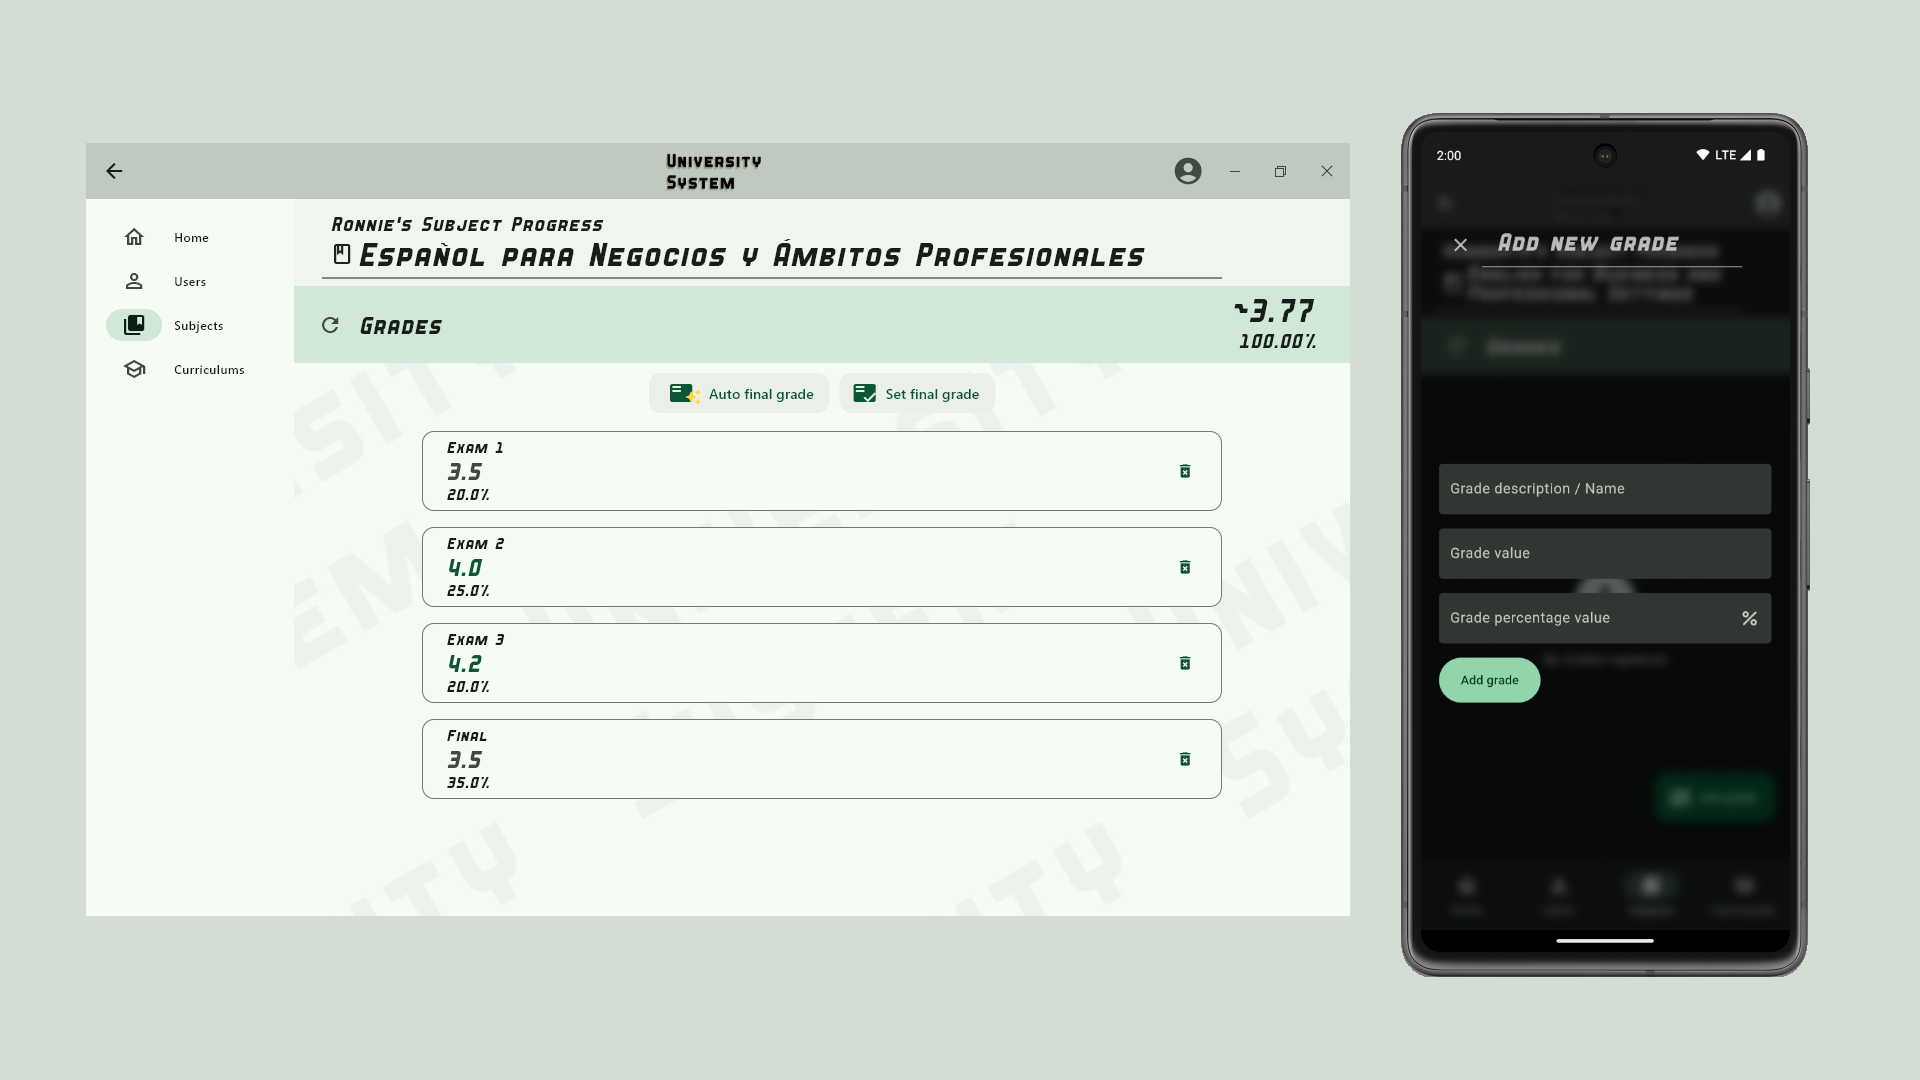 University
System
Home
Users
Subjects
Curriculums
Ronnie's Subject Progress
Español para Negocios y Ámbitos Profesionales
Grades
~3.77
100.00%
Auto final grade
Set final grade
Exam 1
3.5
20.0%
Exam 2
4.0
25.0%
Exam 3
4.2
20.0%
Final
3.5
35.0%
2:00
LTE
Add new grade
Grade description / Name
Grade value
Grade percentage value %
Add grade